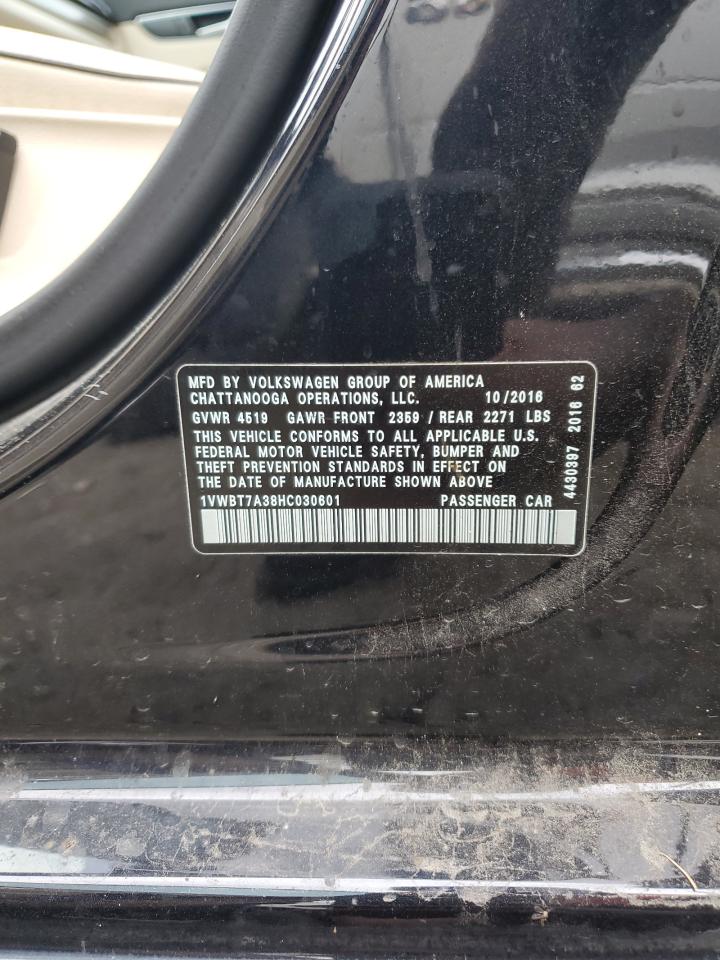 MFD BY VOLKSWAGEN GROUP OF AMERICA
CHATTANOOGA OPERATIONS, LLC. 10/2016
GVWR 4519 GAWR FRONT 2359 / REAR 2271 LBS
THIS VEHICLE CONFORMS TO ALL APPLICABLE U.S.
FEDERAL MOTOR VEHICLE SAFETY, BUMPER AND
THEFT PREVENTION STANDARDS IN EFFECT ON
THE DATE OF MANUFACTURE SHOWN ABOVE
1VWBT7A38HC030601 PASSENGER CAR
4430397 2016 62